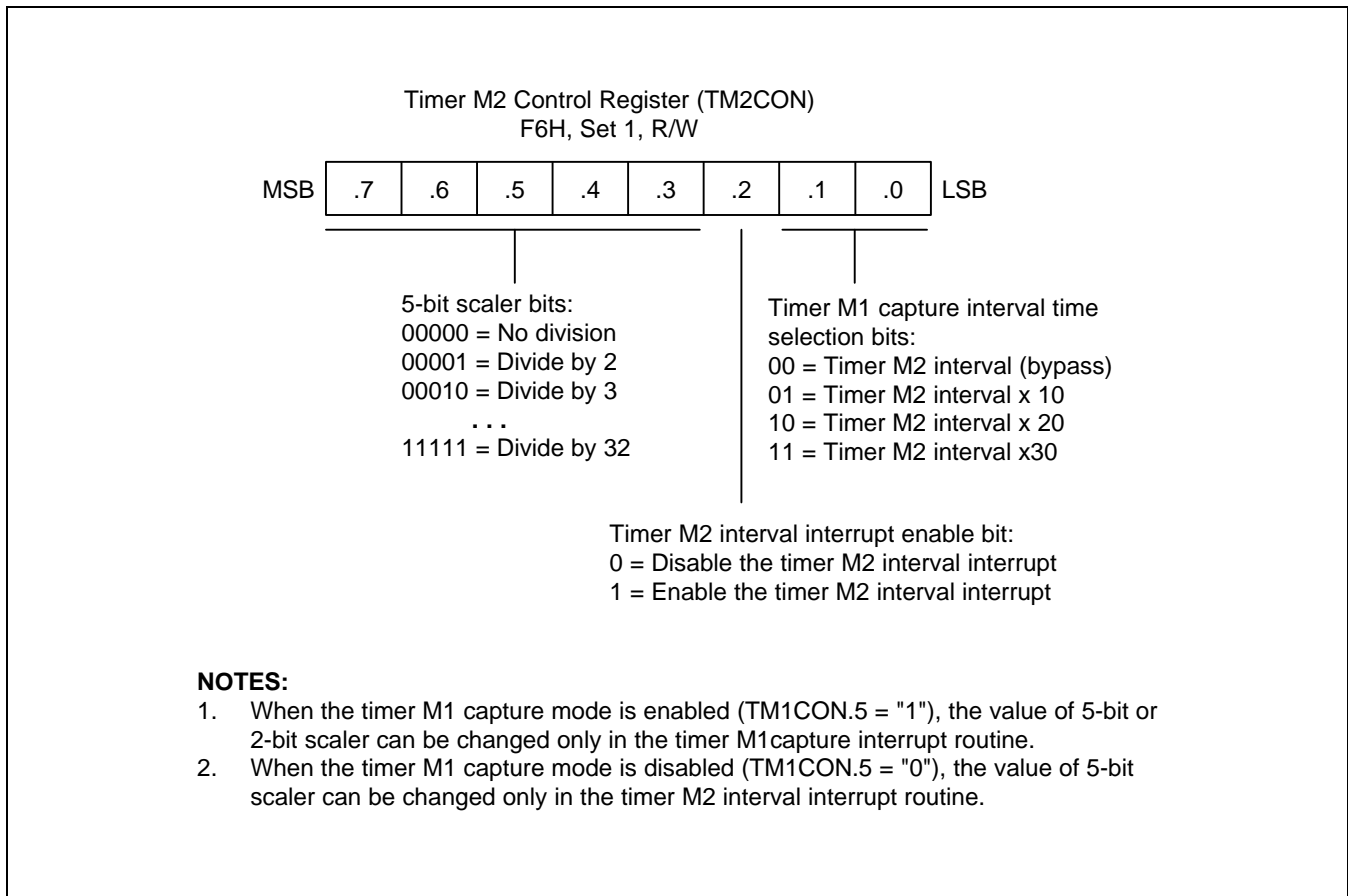 Timer M2 Control Register (TM2CON)
F6H, Set 1, R/W
MSB .7 .6 .5 .4 .3 .2 .1 .0 LSB
5-bit scaler bits:
00000 = No division
00001 = Divide by 2
00010 = Divide by 3
. . .
11111 = Divide by 32
Timer M1 capture interval time
selection bits:
00 = Timer M2 interval (bypass)
01 = Timer M2 interval x 10
10 = Timer M2 interval x 20
11 = Timer M2 interval x30
Timer M2 interval interrupt enable bit:
0 = Disable the timer M2 interval interrupt
1 = Enable the timer M2 interval interrupt
NOTES:
1. When the timer M1 capture mode is enabled (TM1CON.5 = "1"), the value of 5-bit or
2-bit scaler can be changed only in the timer M1capture interrupt routine.
2. When the timer M1 capture mode is disabled (TM1CON.5 = "0"), the value of 5-bit
scaler can be changed only in the timer M2 interval interrupt routine.